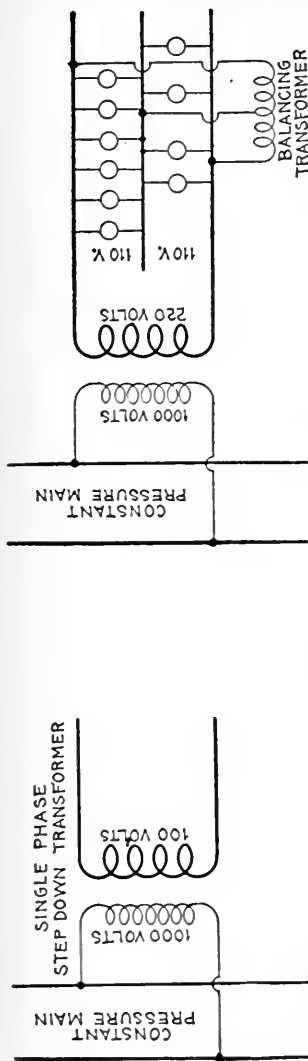 SINGLE PHASE
STEP DOWN TRANSFORMER
CONSTANT
PRESSURE MAIN
1000 VOLTS
100 VOLTS
CONSTANT
PRESSURE MAIN
1000 VOLTS
220 VOLTS
110 V.
110 V.
BALANCING
TRANSFORMER